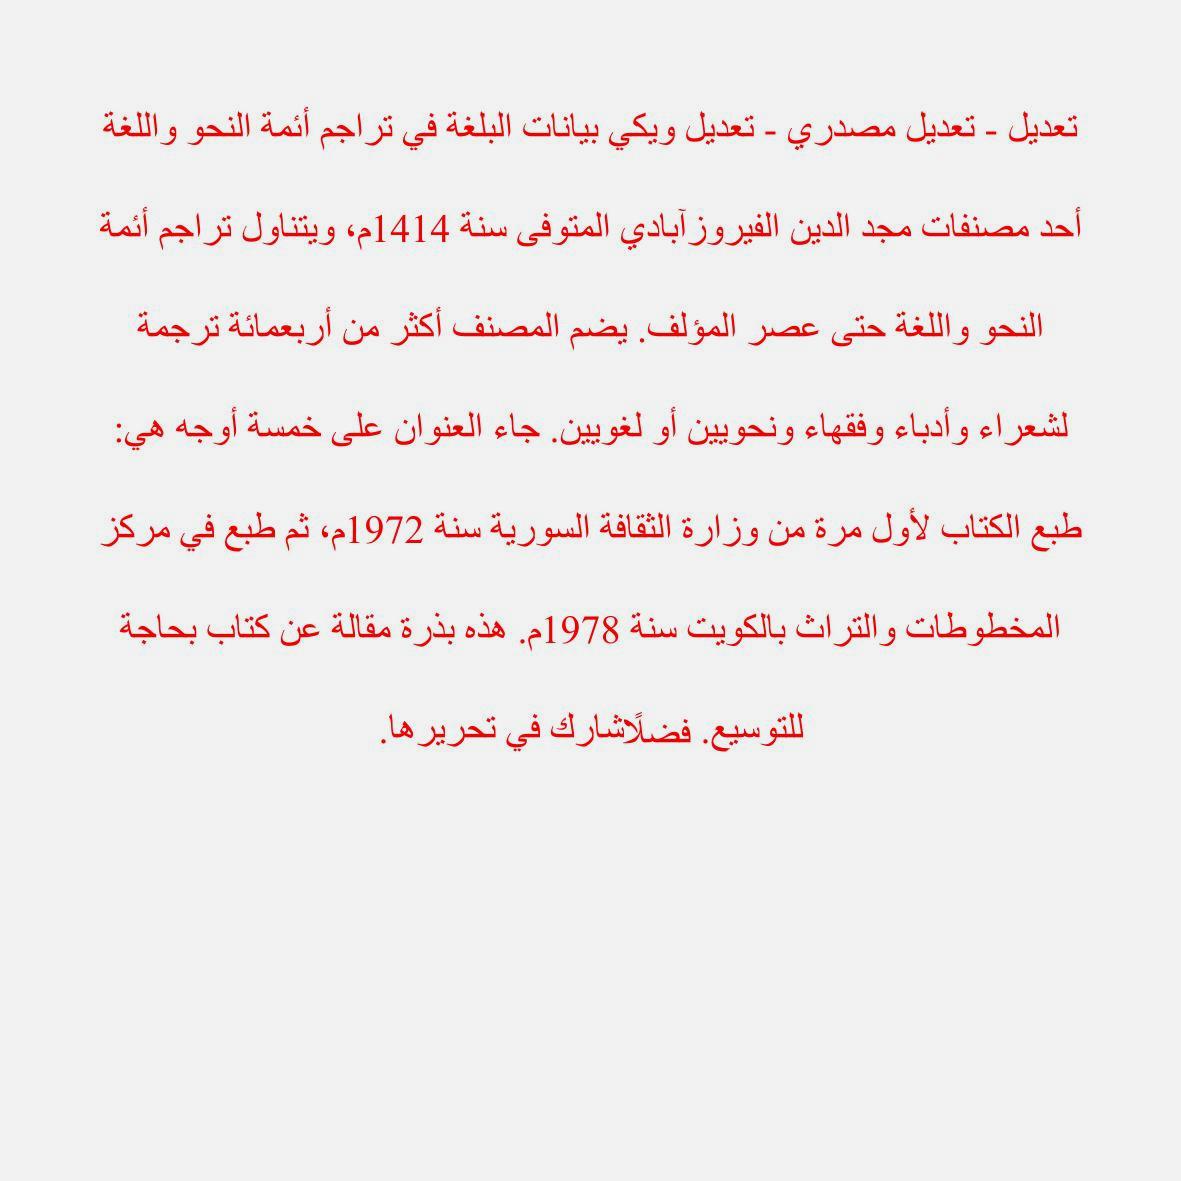 تعديل - تعديل مصدري - تعديل ويكي بيانات البلغة في تراجم أئمة النحو واللغة
أحد مصنفات مجد الدين الفيروزآبادي المتوفى سنة 1414م، ويتناول تراجم أئمة
النحو واللغة حتى عصر المؤلف. يضم المصنف أكثر من أربعمائة ترجمة
لشعراء وأدباء وفقهاء ونحويين أو لغويين. جاء العنوان على خمسة أوجه هي:
طبع الكتاب لأول مرة من وزارة الثقافة السورية سنة 1972م، ثم طبع في مركز
المخطوطات والتراث بالكويت سنة 1978م. هذه بذرة مقالة عن كتاب بحاجة
للتوسيع. فضلًاشارك في تحريرها.